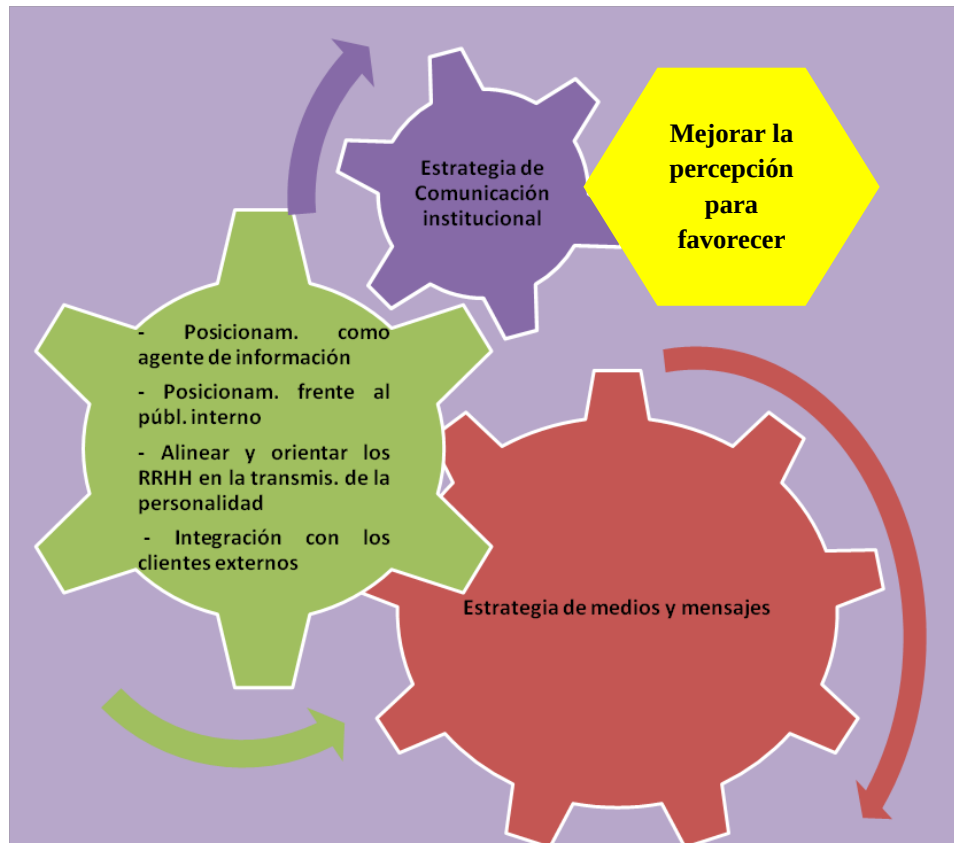 Estrategia de
Comunicación
institucional
Mejorar la
percepción
para
favorecer
- Posicionam. como
agente de información
- Posicionam. frente al
públ. interno
- Alinear y orientar los
RRHH en la transmis. de la
personalidad
- Integración con los
clientes externos
Estrategia de medios y mensajes